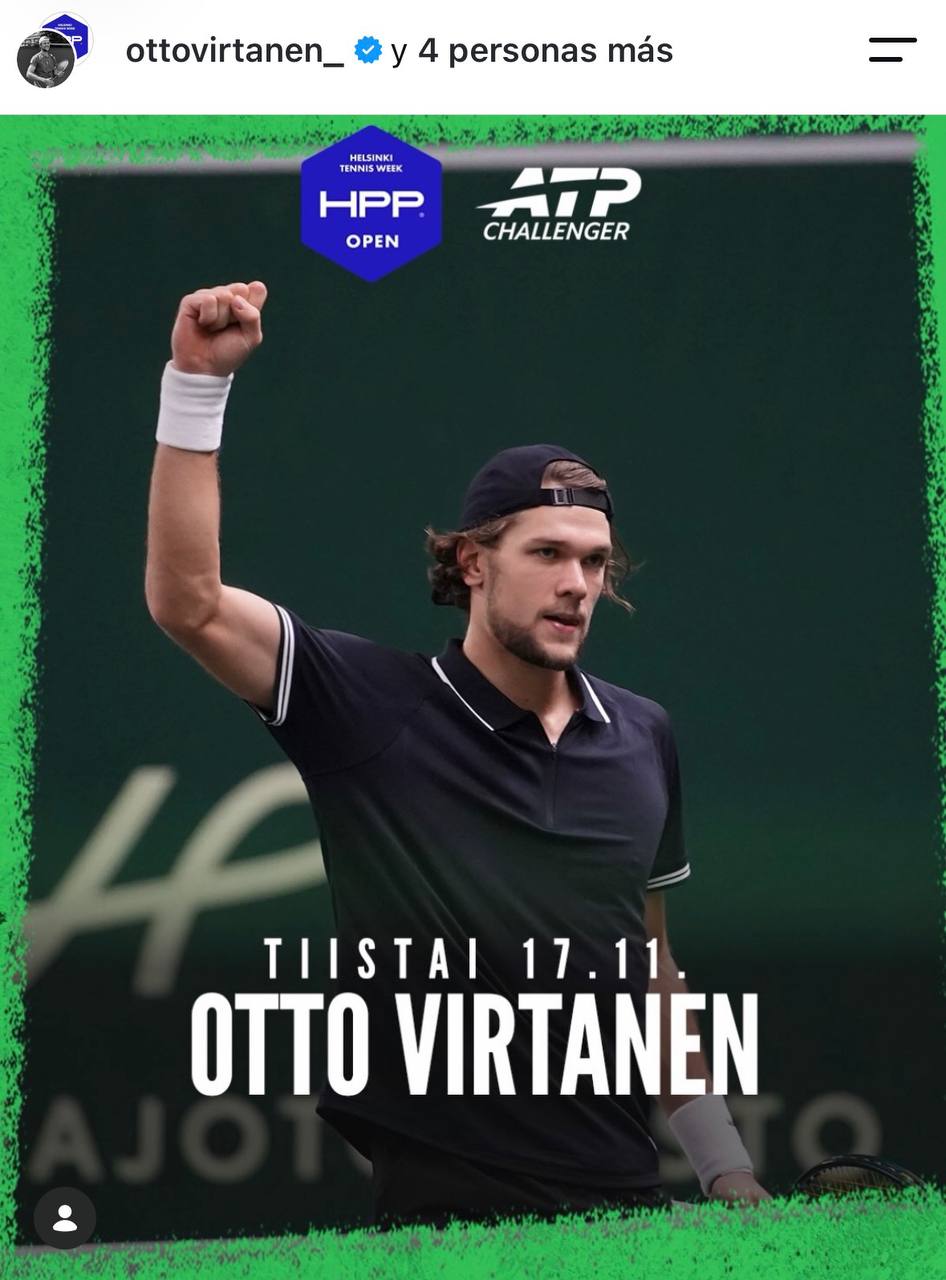 ottovirtanen_ y 4 personas más
HELSINKI
TENNIS WEEK
HPP
OPEN
ATP
CHALLENGER
TIISTAI 17.11.
OTTO VIRTANEN